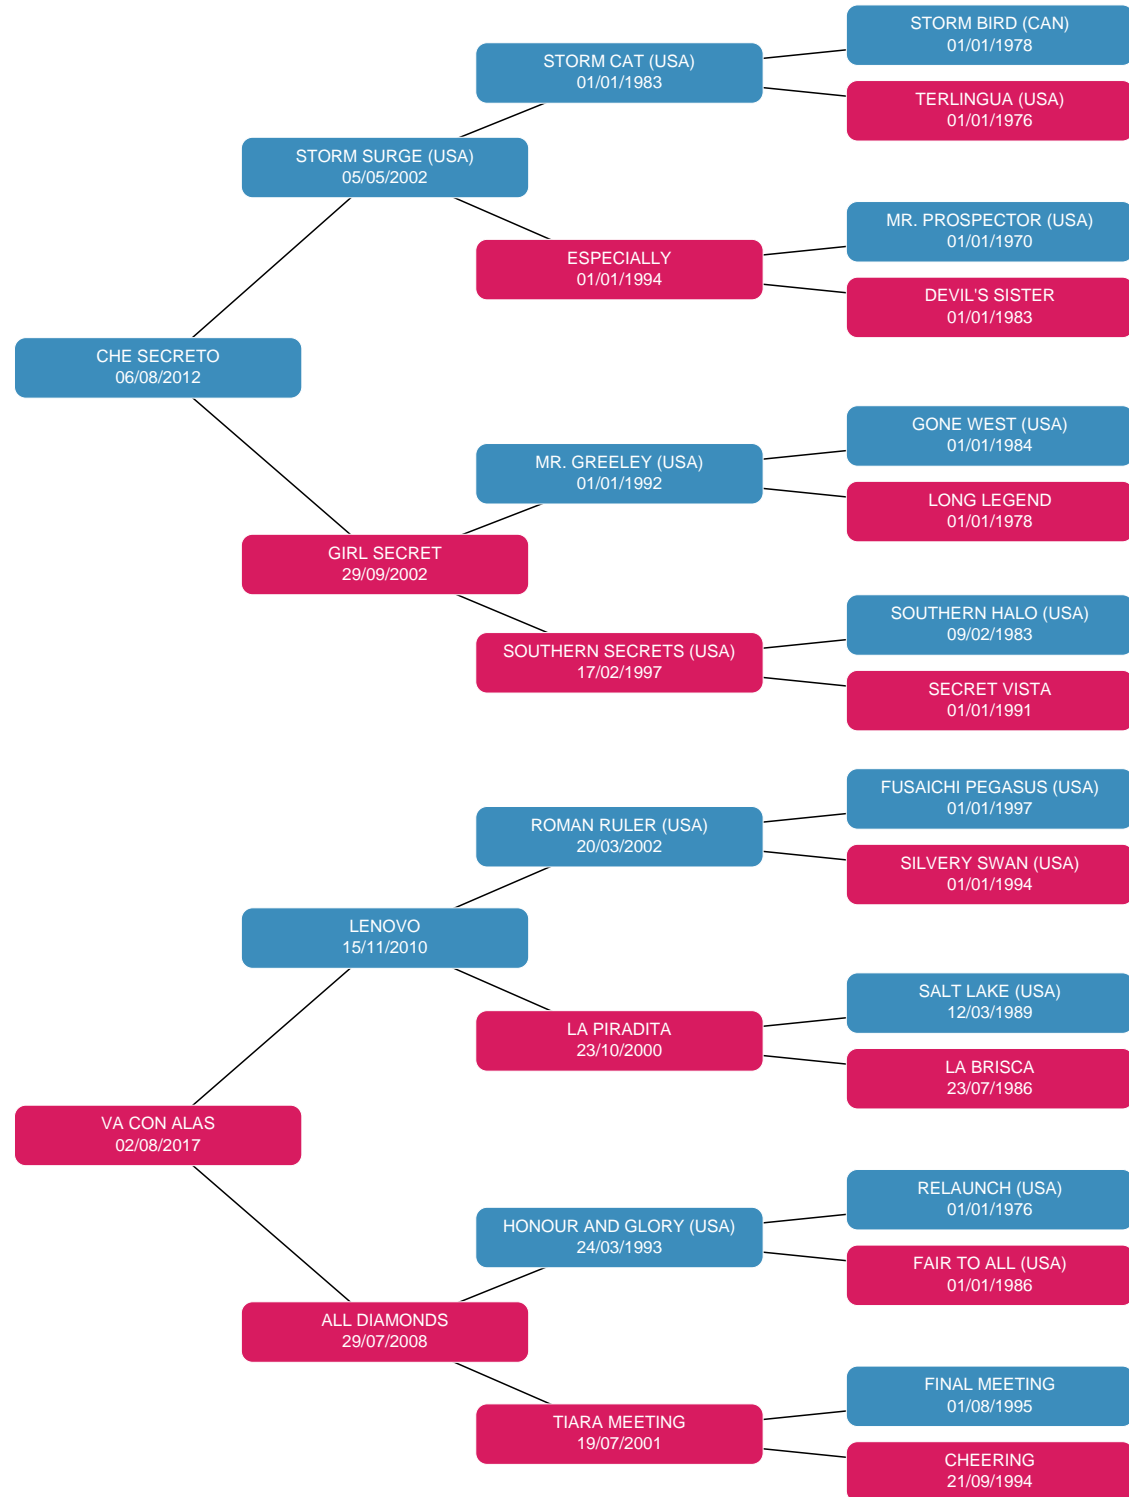 STORM BIRD (CAN)
01/01/1978
STORM CAT (USA)
01/01/1983
TERLINGUA (USA)
01/01/1976
STORM SURGE (USA)
05/05/2002
MR. PROSPECTOR (USA)
01/01/1970
ESPECIALLY
01/01/1994
DEVIL'S SISTER
01/01/1983
CHE SECRETO
06/08/2012
GONE WEST (USA)
01/01/1984
MR. GREELEY (USA)
01/01/1992
LONG LEGEND
01/01/1978
GIRL SECRET
29/09/2002
SOUTHERN HALO (USA)
09/02/1983
SOUTHERN SECRETS (USA)
17/02/1997
SECRET VISTA
01/01/1991
FUSAICHI PEGASUS (USA)
01/01/1997
ROMAN RULER (USA)
20/03/2002
SILVERY SWAN (USA)
01/01/1994
LENOVO
15/11/2010
SALT LAKE (USA)
12/03/1989
LA PIRADITA
23/10/2000
LA BRISCA
23/07/1986
VA CON ALAS
02/08/2017
RELAUNCH (USA)
01/01/1976
HONOUR AND GLORY (USA)
24/03/1993
FAIR TO ALL (USA)
01/01/1986
ALL DIAMONDS
29/07/2008
FINAL MEETING
01/08/1995
TIARA MEETING
19/07/2001
CHEERING
21/09/1994